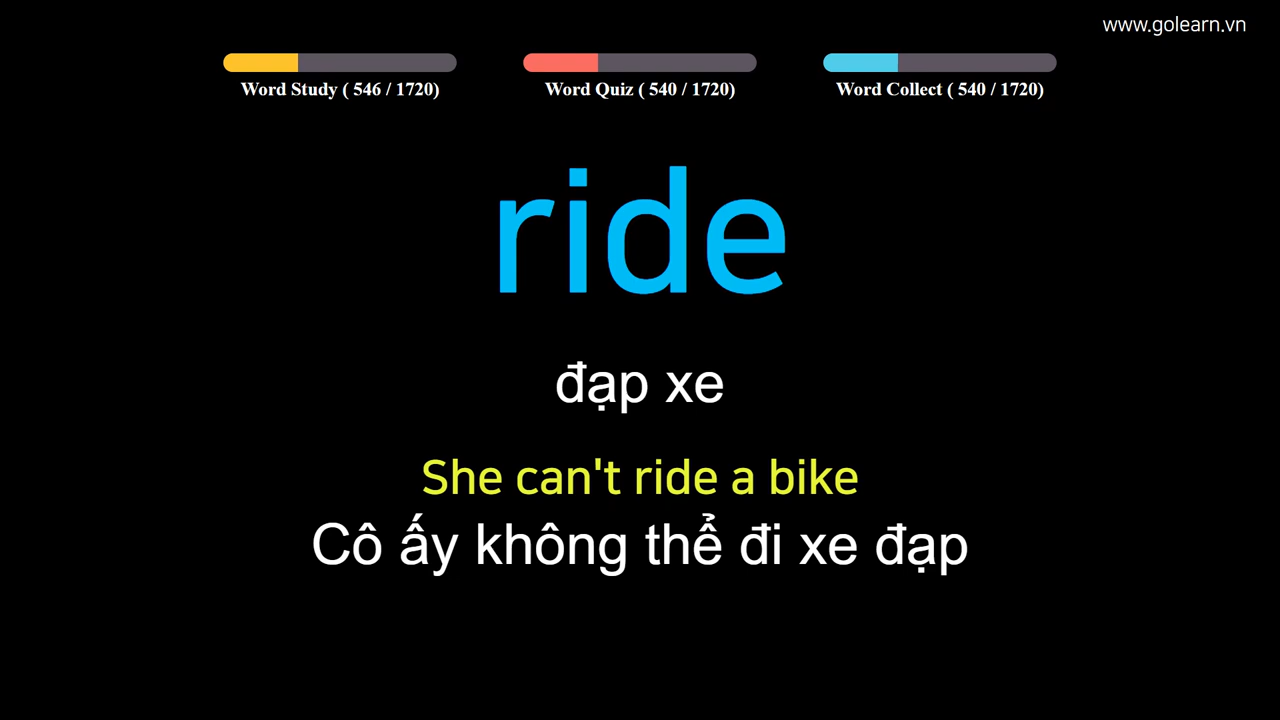 www.golearn.vn
Word Study ( 546 / 1720)
Word Quiz ( 540 / 1720)
Word Collect ( 540 / 1720)
ride
đạp xe
She can't ride a bike
Cô ấy không thể đi xe đạp